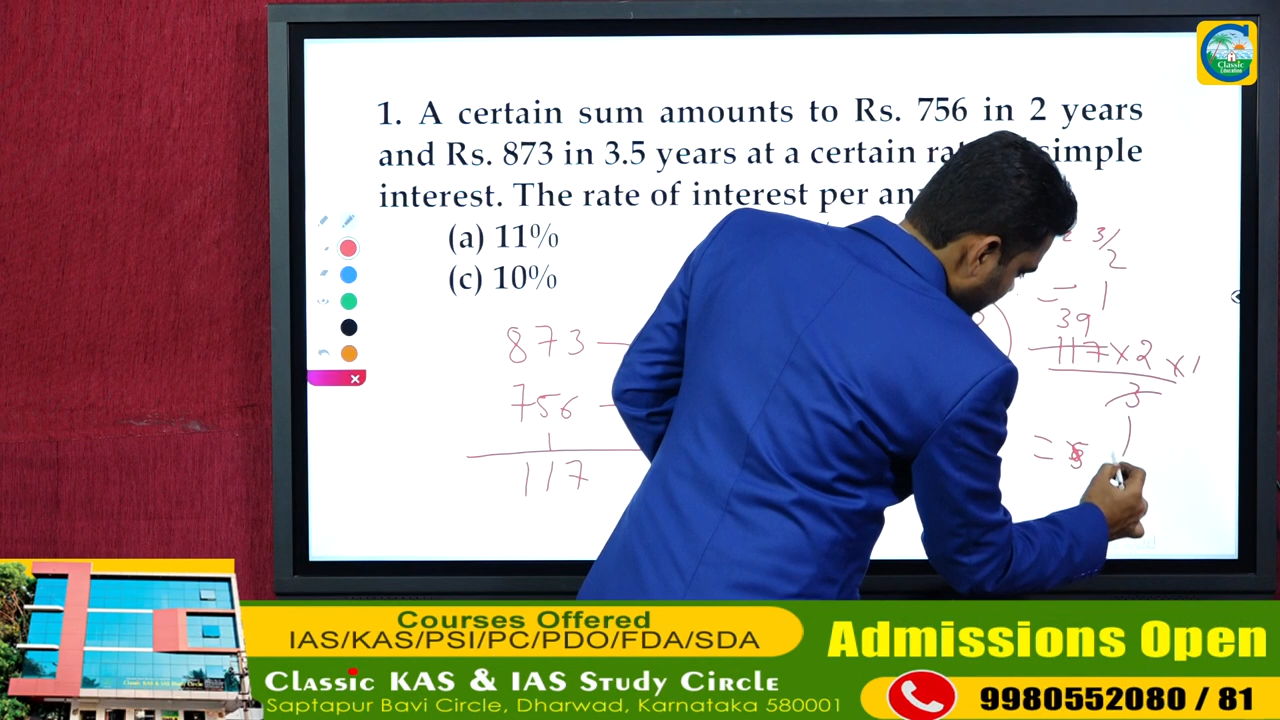 Classic
Education
1. A certain sum amounts to Rs. 756 in 2 years
and Rs. 873 in 3.5 years at a certain simple
interest. The rate of interest per
(a) 11%
(c) 10%
3/2
= 1
873 —
39
117 × 2 × 1
3
756 —
1
117
=
Courses Offered
IAS/KAS/PSI/PC/PDO/FDA/SDA
Classic KAS & IAS Study Circle
Saptapur Bavi Circle, Dharwad, Karnataka 580001
Admissions Open
9980552080 / 81